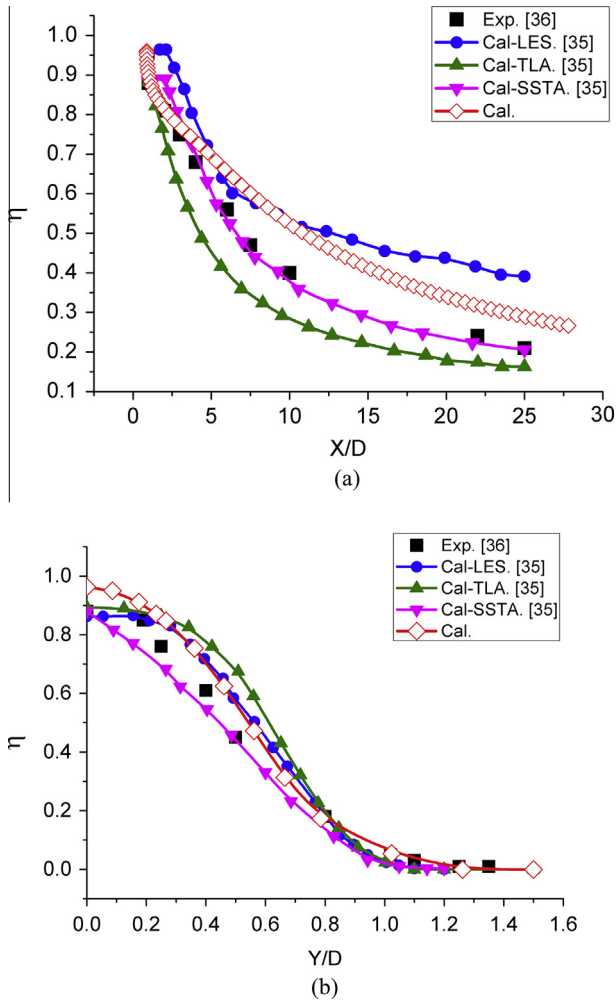 Exp. [36]
Cal-LES. [35]
Cal-TLA. [35]
Cal-SSTA. [35]
Cal.
1.0
0.9
0.8
0.7
0.6
0.5
0.4
0.3
0.2
0.1
η
0 5 10 15 20 25 30
X/D
(a)
Exp. [36]
Cal-LES. [35]
Cal-TLA. [35]
Cal-SSTA. [35]
Cal.
1.0
0.8
0.6
0.4
0.2
0.0
η
0.0 0.2 0.4 0.6 0.8 1.0 1.2 1.4 1.6
Y/D
(b)